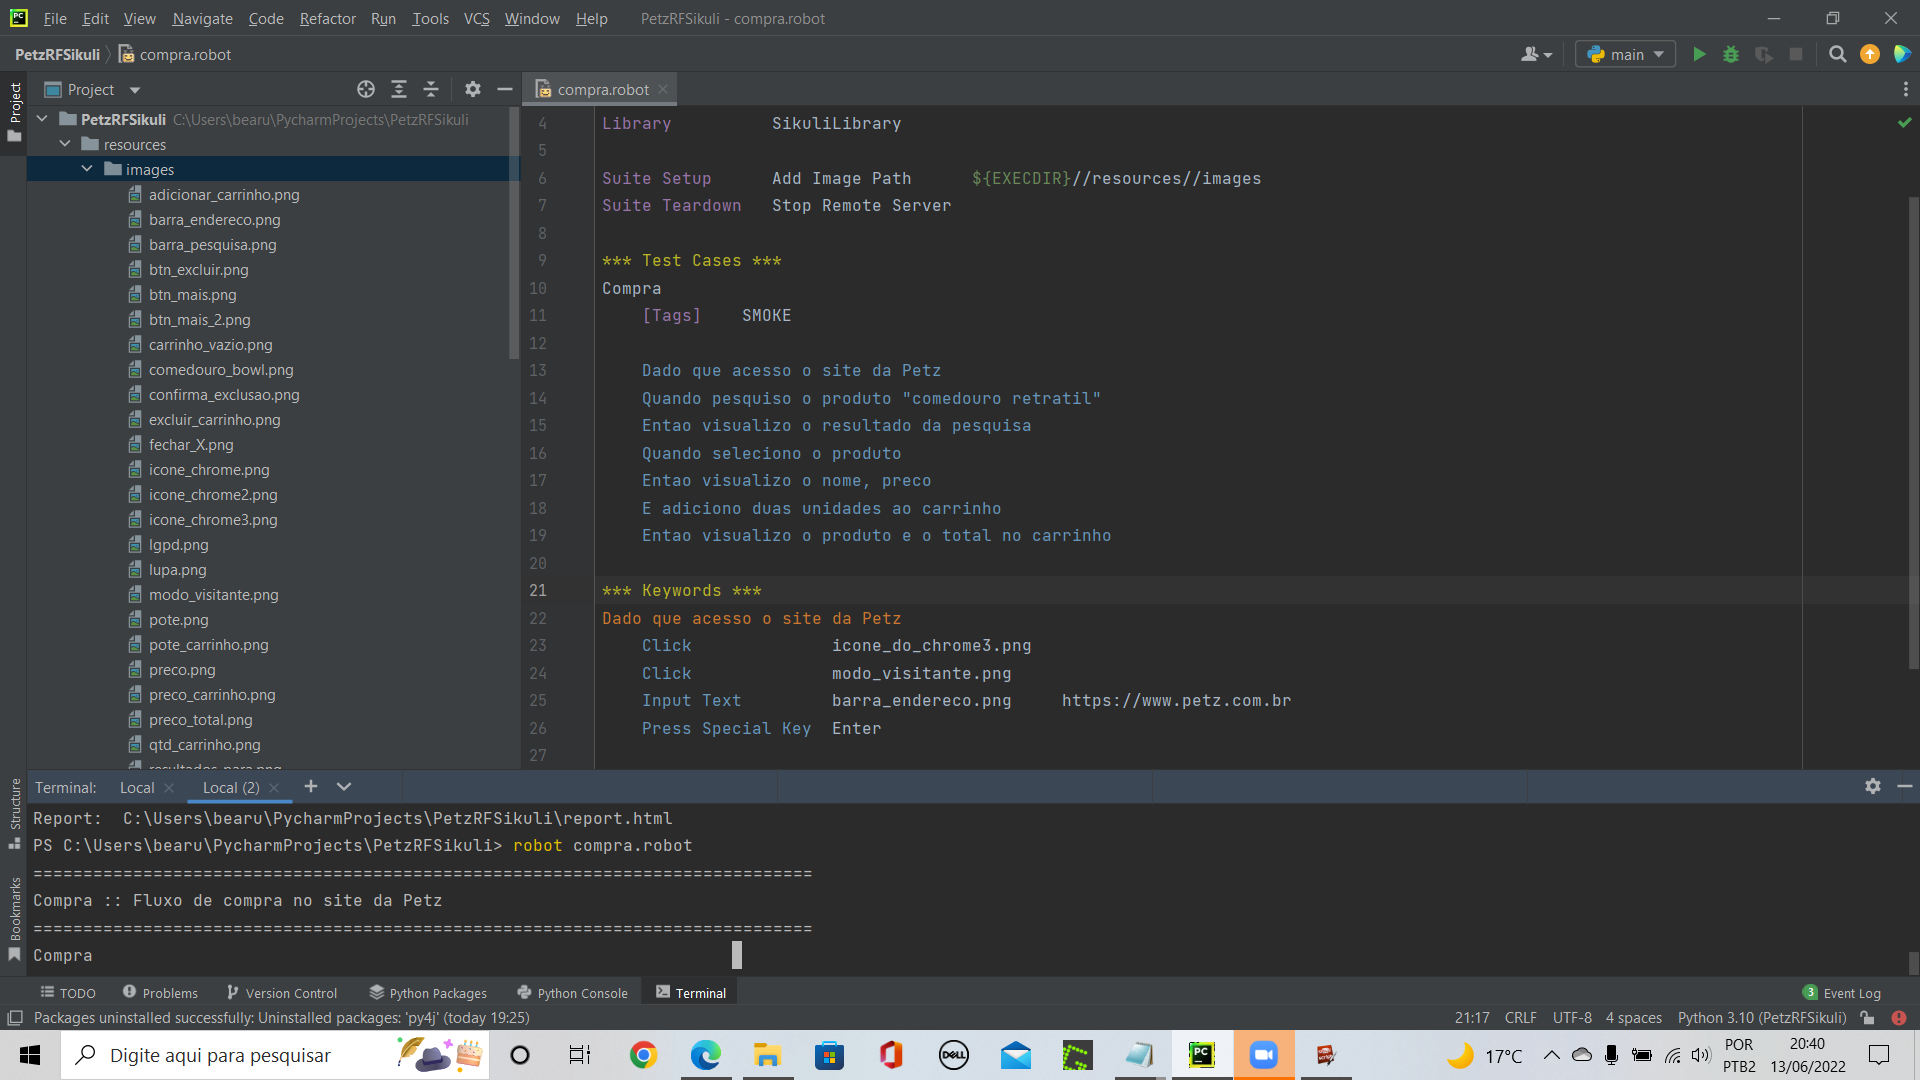 File Edit View Navigate Code Refactor Run Tools VCS Window Help PetzRFSikuli - compra.robot
PetzRFSikuli compra.robot
main
Project
Project
compra.robot
PetzRFSikuli C:\Users\bearu\PycharmProjects\PetzRFSikuli
resources
images
adicionar_carrinho.png
barra_endereco.png
barra_pesquisa.png
btn_excluir.png
btn_mais.png
btn_mais_2.png
carrinho_vazio.png
comedouro_bowl.png
confirma_exclusao.png
excluir_carrinho.png
fechar_X.png
icone_chrome.png
icone_chrome2.png
icone_chrome3.png
lgpd.png
lupa.png
modo_visitante.png
pote.png
pote_carrinho.png
preco.png
preco_carrinho.png
preco_total.png
qtd_carrinho.png
4 Library SikuliLibrary
5
6 Suite Setup Add Image Path ${EXECDIR}//resources//images
7 Suite Teardown Stop Remote Server
8
9 *** Test Cases ***
10 Compra
11 [Tags] SMOKE
12
13 Dado que acesso o site da Petz
14 Quando pesquiso o produto "comedouro retratil"
15 Entao visualizo o resultado da pesquisa
16 Quando seleciono o produto
17 Entao visualizo o nome, preco
18 E adiciono duas unidades ao carrinho
19 Entao visualizo o produto e o total no carrinho
20
21 *** Keywords ***
22 Dado que acesso o site da Petz
23 Click icone_do_chrome3.png
24 Click modo_visitante.png
25 Input Text barra_endereco.png https://www.petz.com.br
26 Press Special Key Enter
27
Structure
Bookmarks
Terminal: Local Local (2)
Report: C:\Users\bearu\PycharmProjects\PetzRFSikuli\report.html
PS C:\Users\bearu\PycharmProjects\PetzRFSikuli> robot compra.robot
==============================================================================
Compra :: Fluxo de compra no site da Petz
==============================================================================
Compra
TODO Problems Version Control Python Packages Python Console Terminal 3 Event Log
Packages uninstalled successfully: Uninstalled packages: 'py4j' (today 19:25) 21:17 CRLF UTF-8 4 spaces Python 3.10 (PetzRFSikuli)
Digite aqui para pesquisar
DELL
PC
17°C
POR
PTB2
20:40
13/06/2022